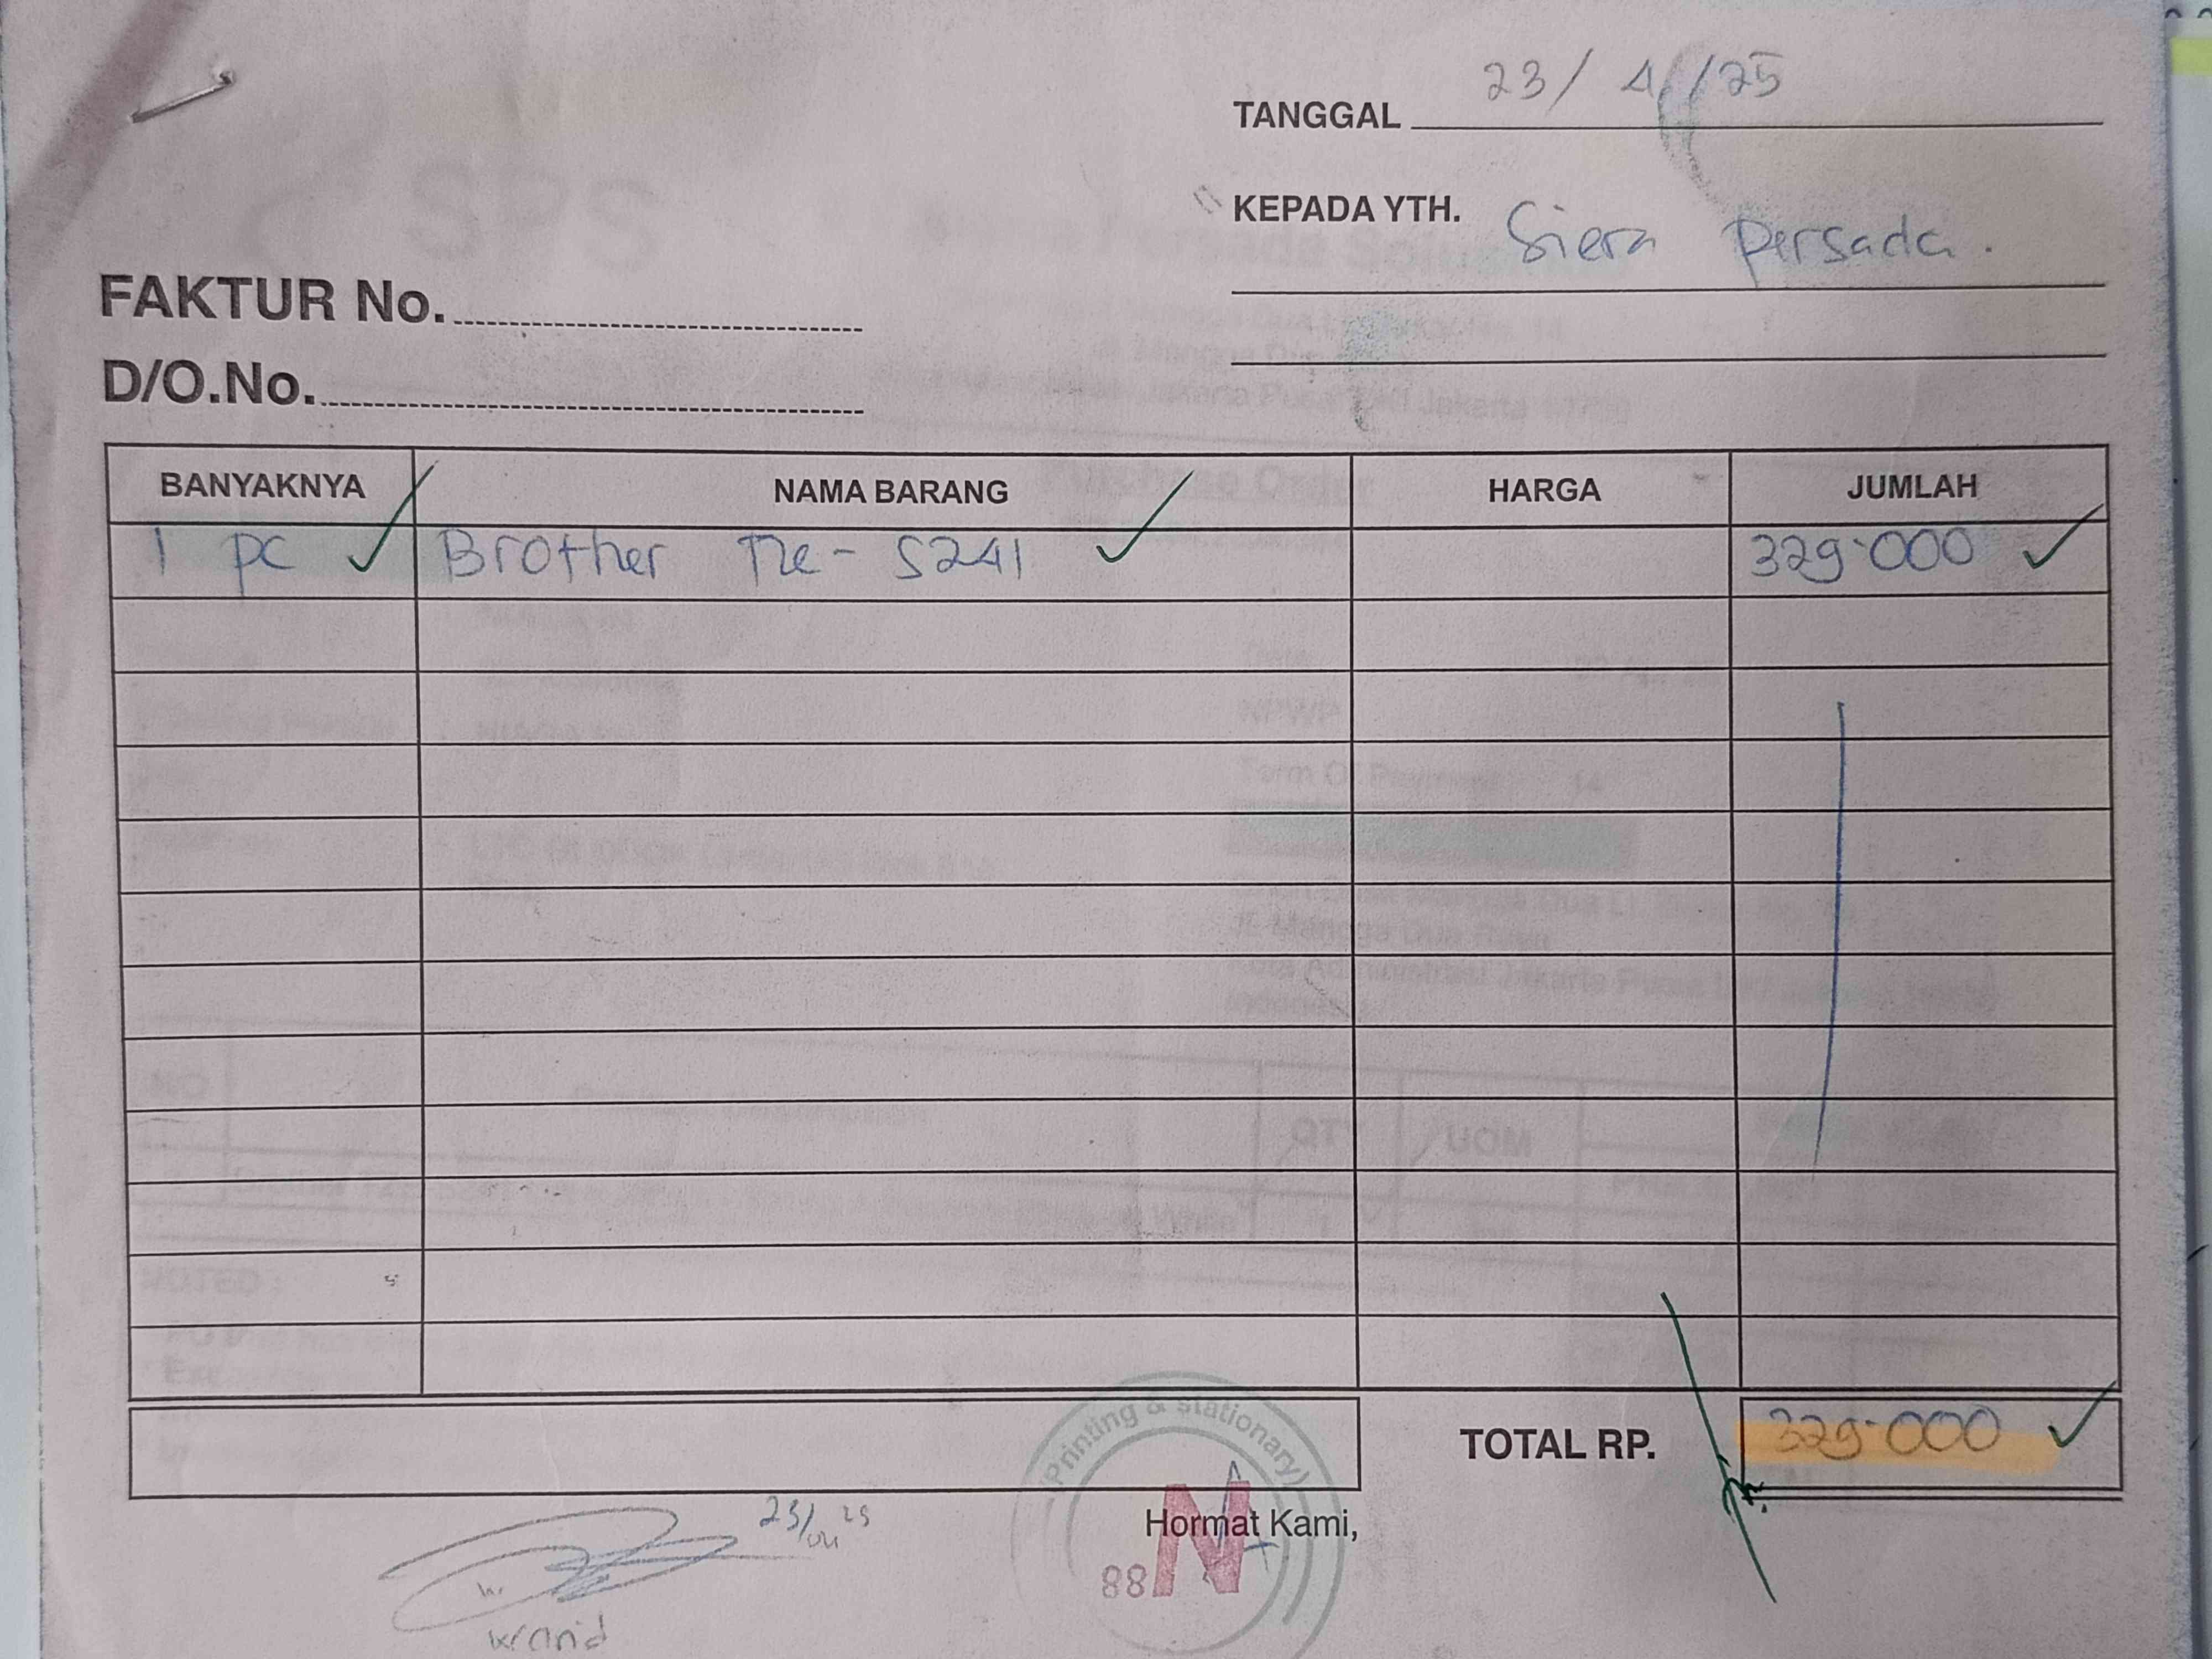 TANGGAL 23/4/25
KEPADA YTH. Siera Persada.
FAKTUR No.
D/O.No.
BANYAKNYA NAMA BARANG HARGA JUMLAH
1 pc Brother Tze-S241 329.000
TOTAL RP. 329.000
(Printing & stationary)
23/04 25
Hormat Kami,
N
88